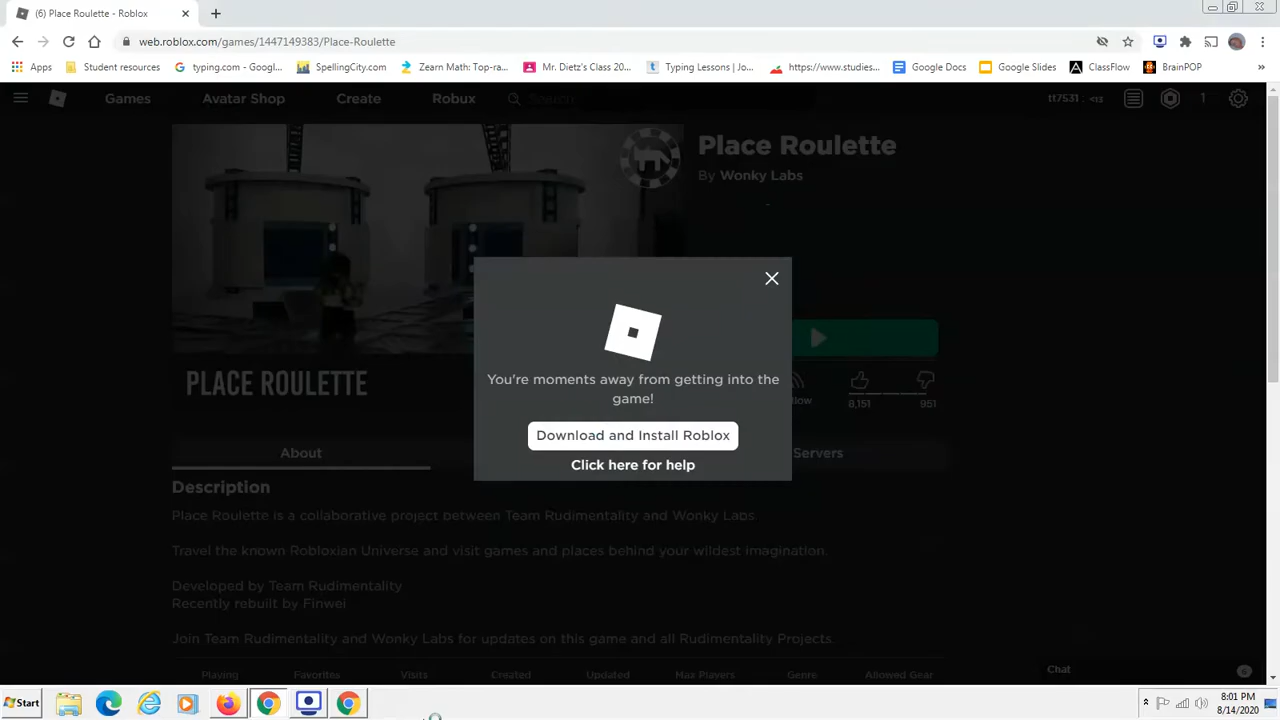 (6) Place Roulette - Roblox
web.roblox.com/games/1447149383/Place-Roulette
Apps Student resources typing.com - Googl... SpellingCity.com Zearn Math: Top-ra... Mr. Dietz's Class 20... Typing Lessons | Jo... https://www.studies... Google Docs Google Slides ClassFlow BrainPOP »
Games Avatar Shop Create Robux Search tt7531 : <13 1
Place Roulette
By Wonky Labs
PLACE ROULETTE
You're moments away from getting into the
game!
Download and Install Roblox
Click here for help
8,151 951
About Servers
Description
Place Roulette is a collaborative project between Team Rudimentality and Wonky Labs.
Travel the known Robloxian Universe and visit games and places behind your wildest imagination.
Developed by Team Rudimentality
Recently rebuilt by Finwei
Join Team Rudimentality and Wonky Labs for updates on this game and all Rudimentality Projects.
Playing Favorites Visits Created Updated Max Players Genre Allowed Gear
Chat
Start
8:01 PM
8/14/2020